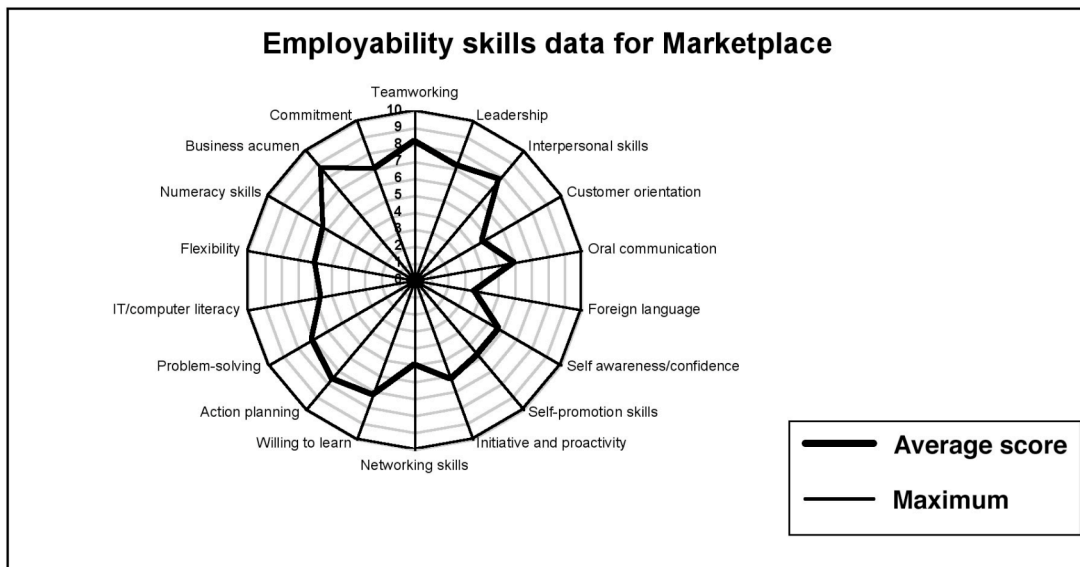 Employability skills data for Marketplace
Teamworking
Commitment
Leadership
Business acumen
Interpersonal skills
Numeracy skills
Customer orientation
Flexibility
Oral communication
IT/computer literacy
Foreign language
Problem-solving
Self awareness/confidence
Action planning
Self-promotion skills
Willing to learn
Initiative and proactivity
Networking skills
10
9
8
7
6
5
4
3
2
1
0
Average score
Maximum